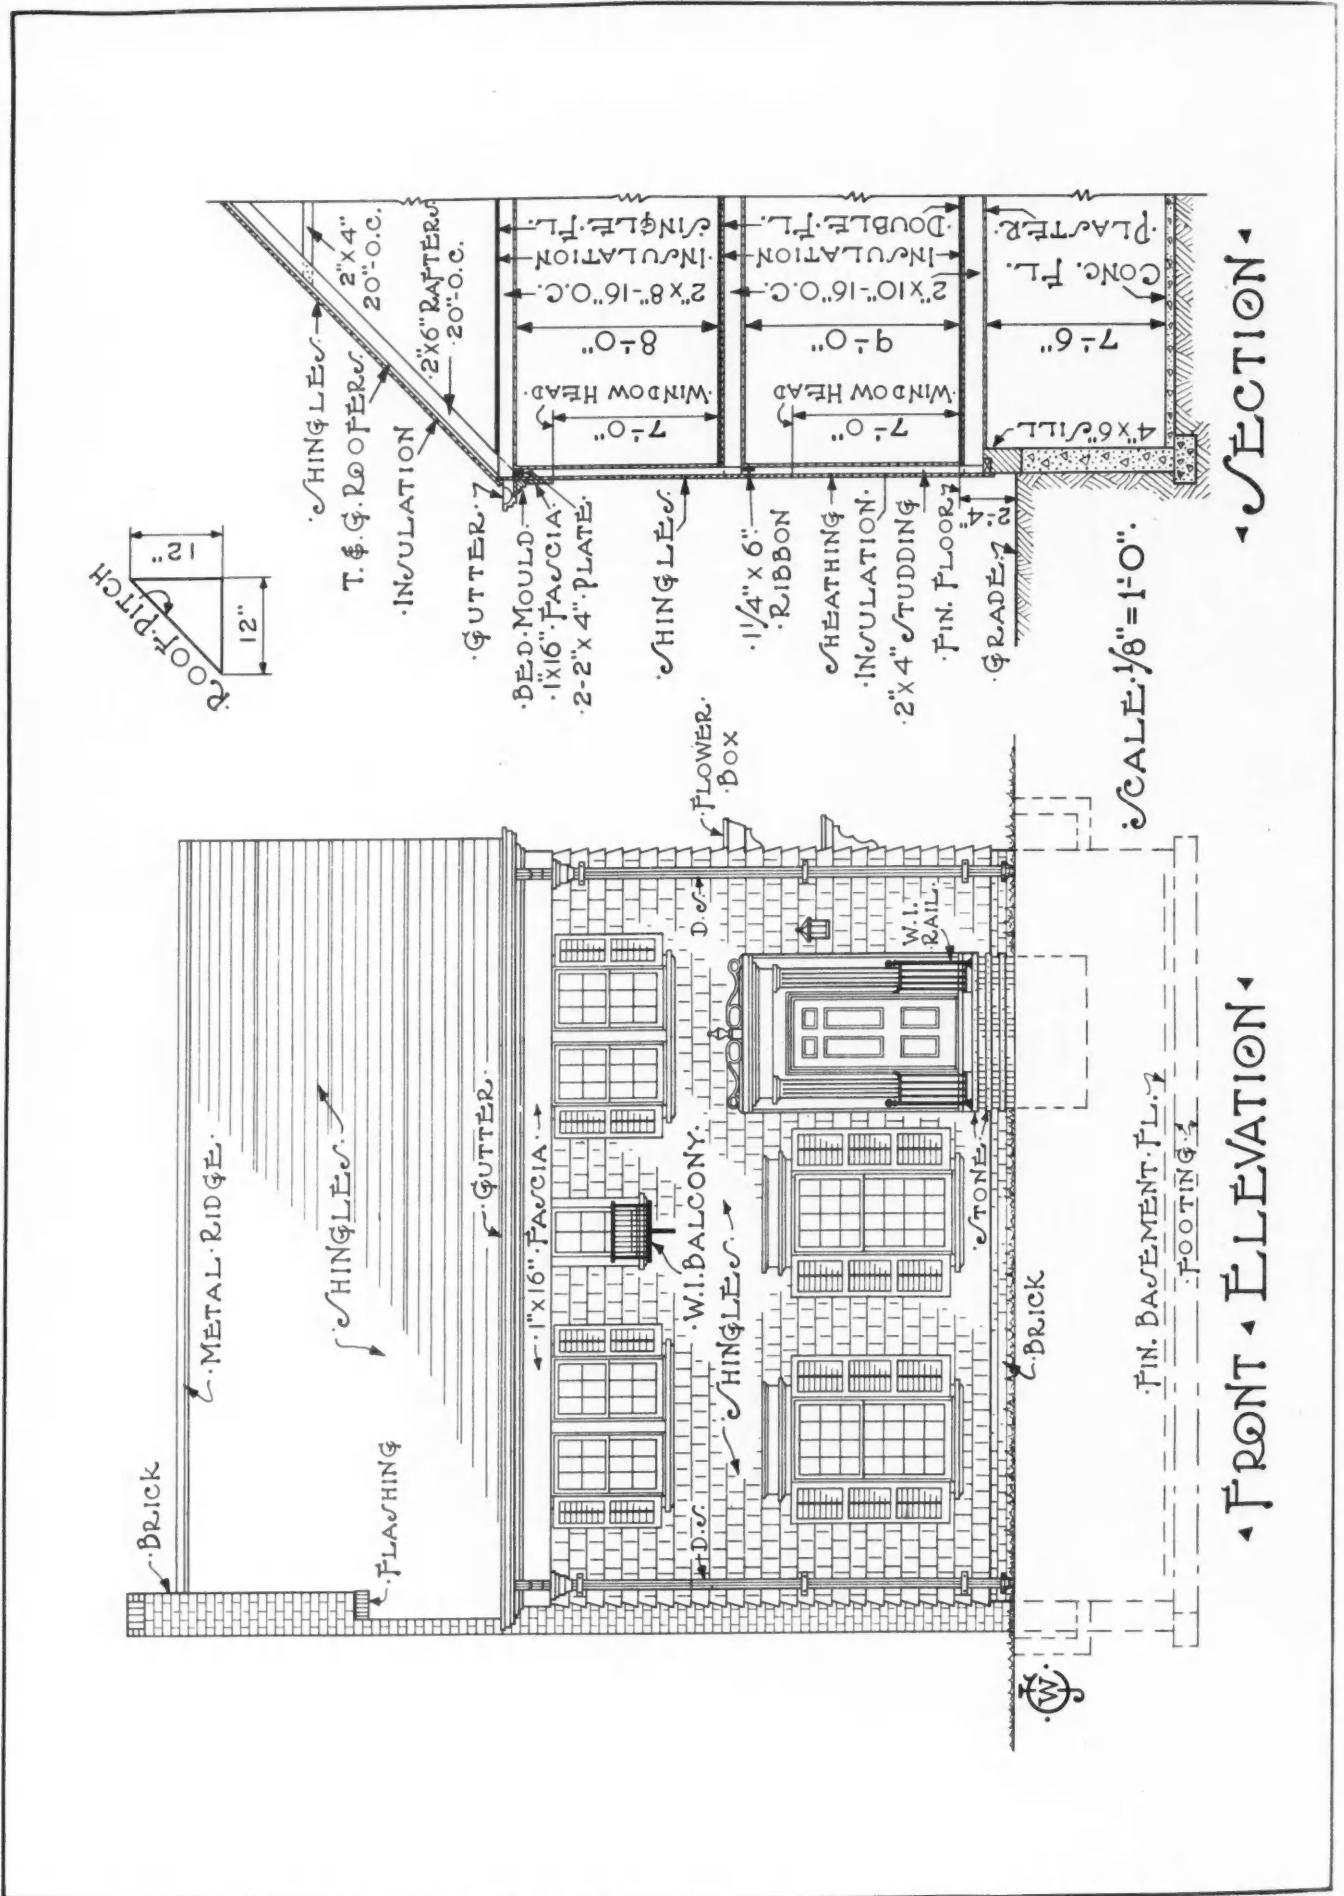 ·BRICK
·METAL·RIDGE·
·SHINGLES·
·FLASHING
·GUTTER·
·1"x16"·FASCIA·
·W.I.BALCONY·
·SHINGLES·
·D.S.
·D.S.
·FLOWER·
BOX
W.I.
RAIL·
·STONE·
·BRICK
·FIN. BASEMENT·FL.
·FOOTING·
W
FRONT ELEVATION
·ROOF·PITCH
12"
12"
·SHINGLES·
T.&G.ROOFERS·
·INSULATION
·GUTTER·
·BED·MOULD·
·1x16"·FASCIA·
·2-2"x4"·PLATE·
·SHINGLES·
·1 1/4" x 6"·
·RIBBON
·SHEATHING
·INSULATION·
·2"x4" STUDDING
·FIN. FLOOR
·GRADE·
2'-4"
2"x4"
20"-O.C.
·2"x6" RAFTERS·
·20"-O.C.
·SINGLE·FL.
·INSULATION
2"x8"-16"O.C.
8'-0"
·WINDOW HEAD·
7'-0"
·DOUBLE·FL.
·INSULATION
2"x10"-16"O.C.
9'-0"
·WINDOW HEAD
7'-0"
·PLASTER·
CONC. FL.
7'-6"
4"x6"SILL
·SCALE·1/8"=1'-0"·
SECTION